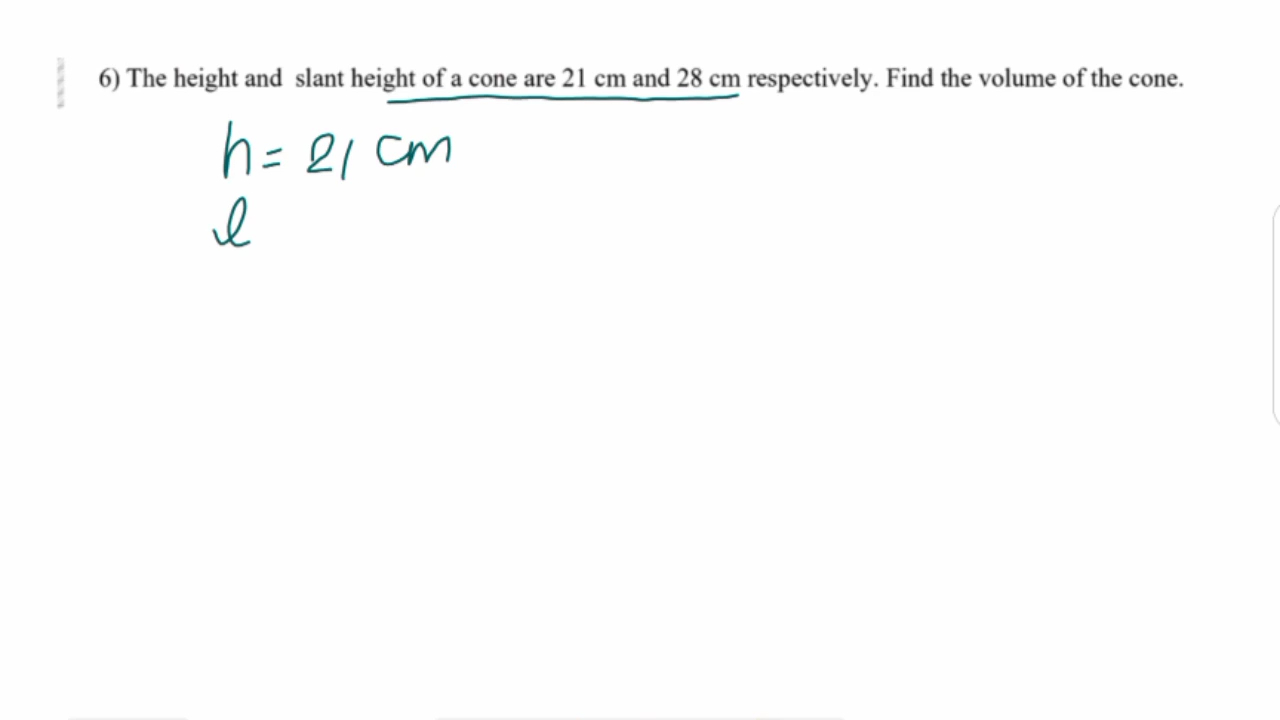 6) The height and slant height of a cone are 21 cm and 28 cm respectively. Find the volume of the cone.
h = 21 cm
l